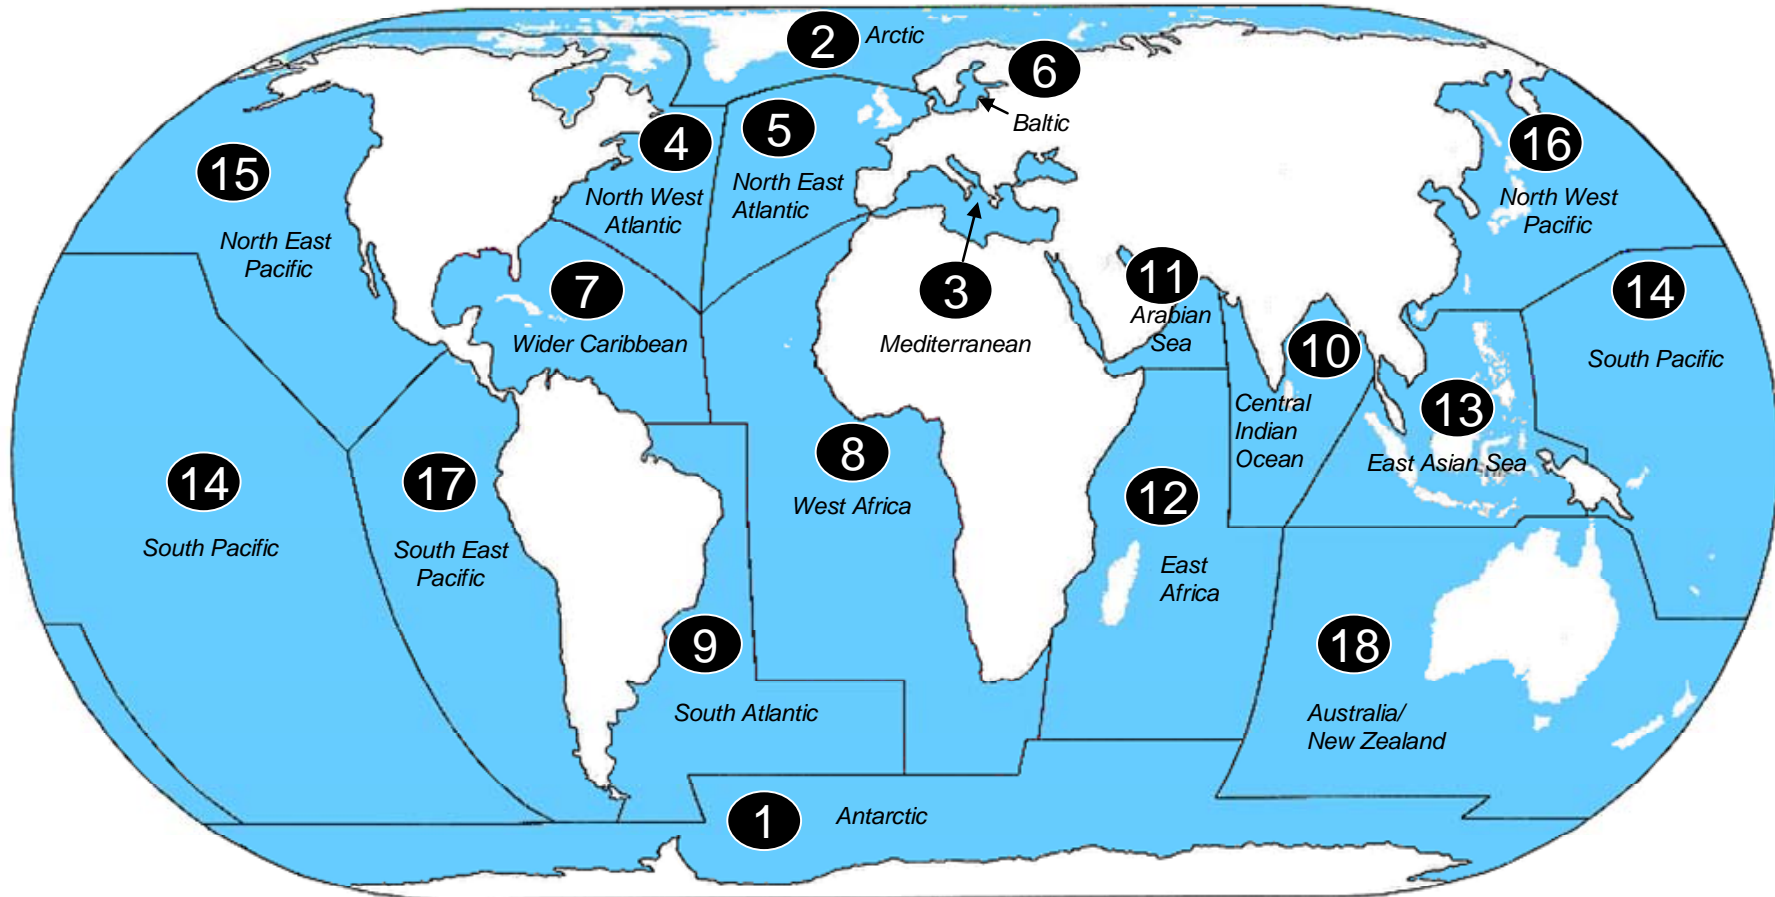 2
Arctic
6
Baltic
4
North West
Atlantic
5
North East
Atlantic
15
North East
Pacific
16
North West
Pacific
7
Wider Caribbean
3
Mediterranean
11
Arabian
Sea
10
Central
Indian
Ocean
14
South Pacific
13
East Asian Sea
14
South Pacific
17
South East
Pacific
8
West Africa
12
East
Africa
9
South Atlantic
18
Australia/
New Zealand
1
Antarctic